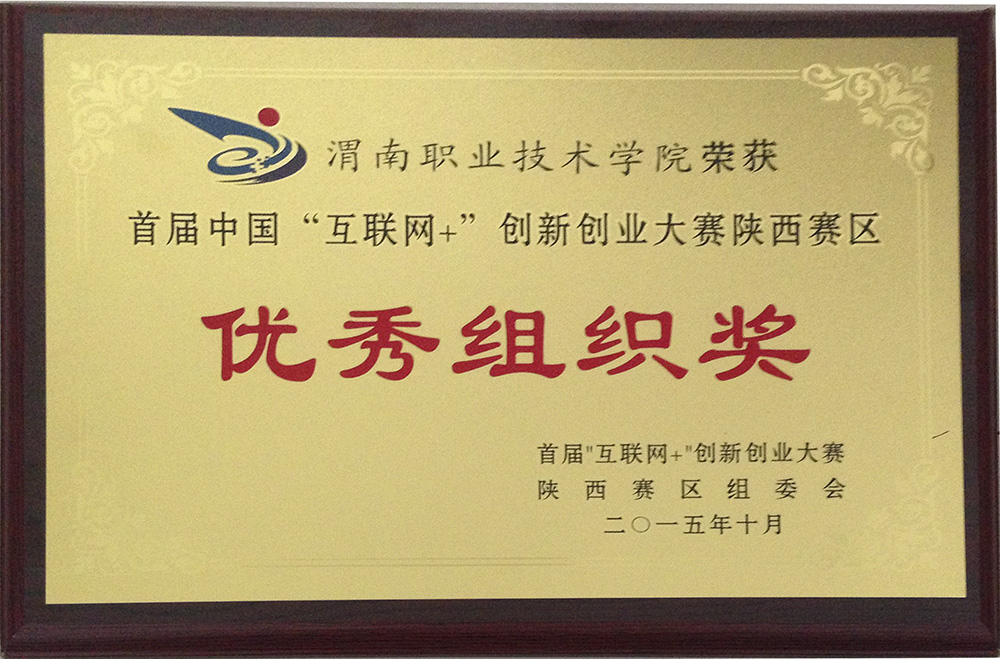 渭南职业技术学院荣获
首届中国“互联网+”创新创业大赛陕西赛区
优秀组织奖
首届"互联网+"创新创业大赛
陕西赛区组委会
二〇一五年十月